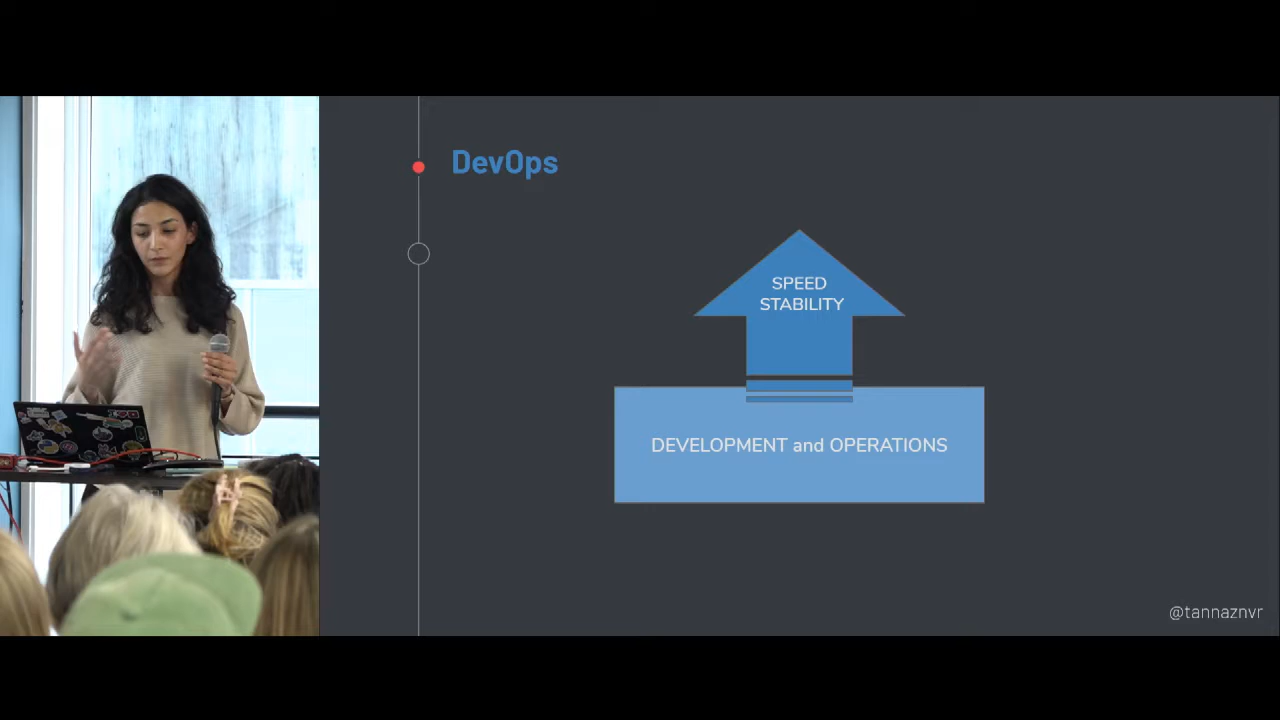 DevOps
SPEED
STABILITY
DEVELOPMENT and OPERATIONS
@tannaznvr